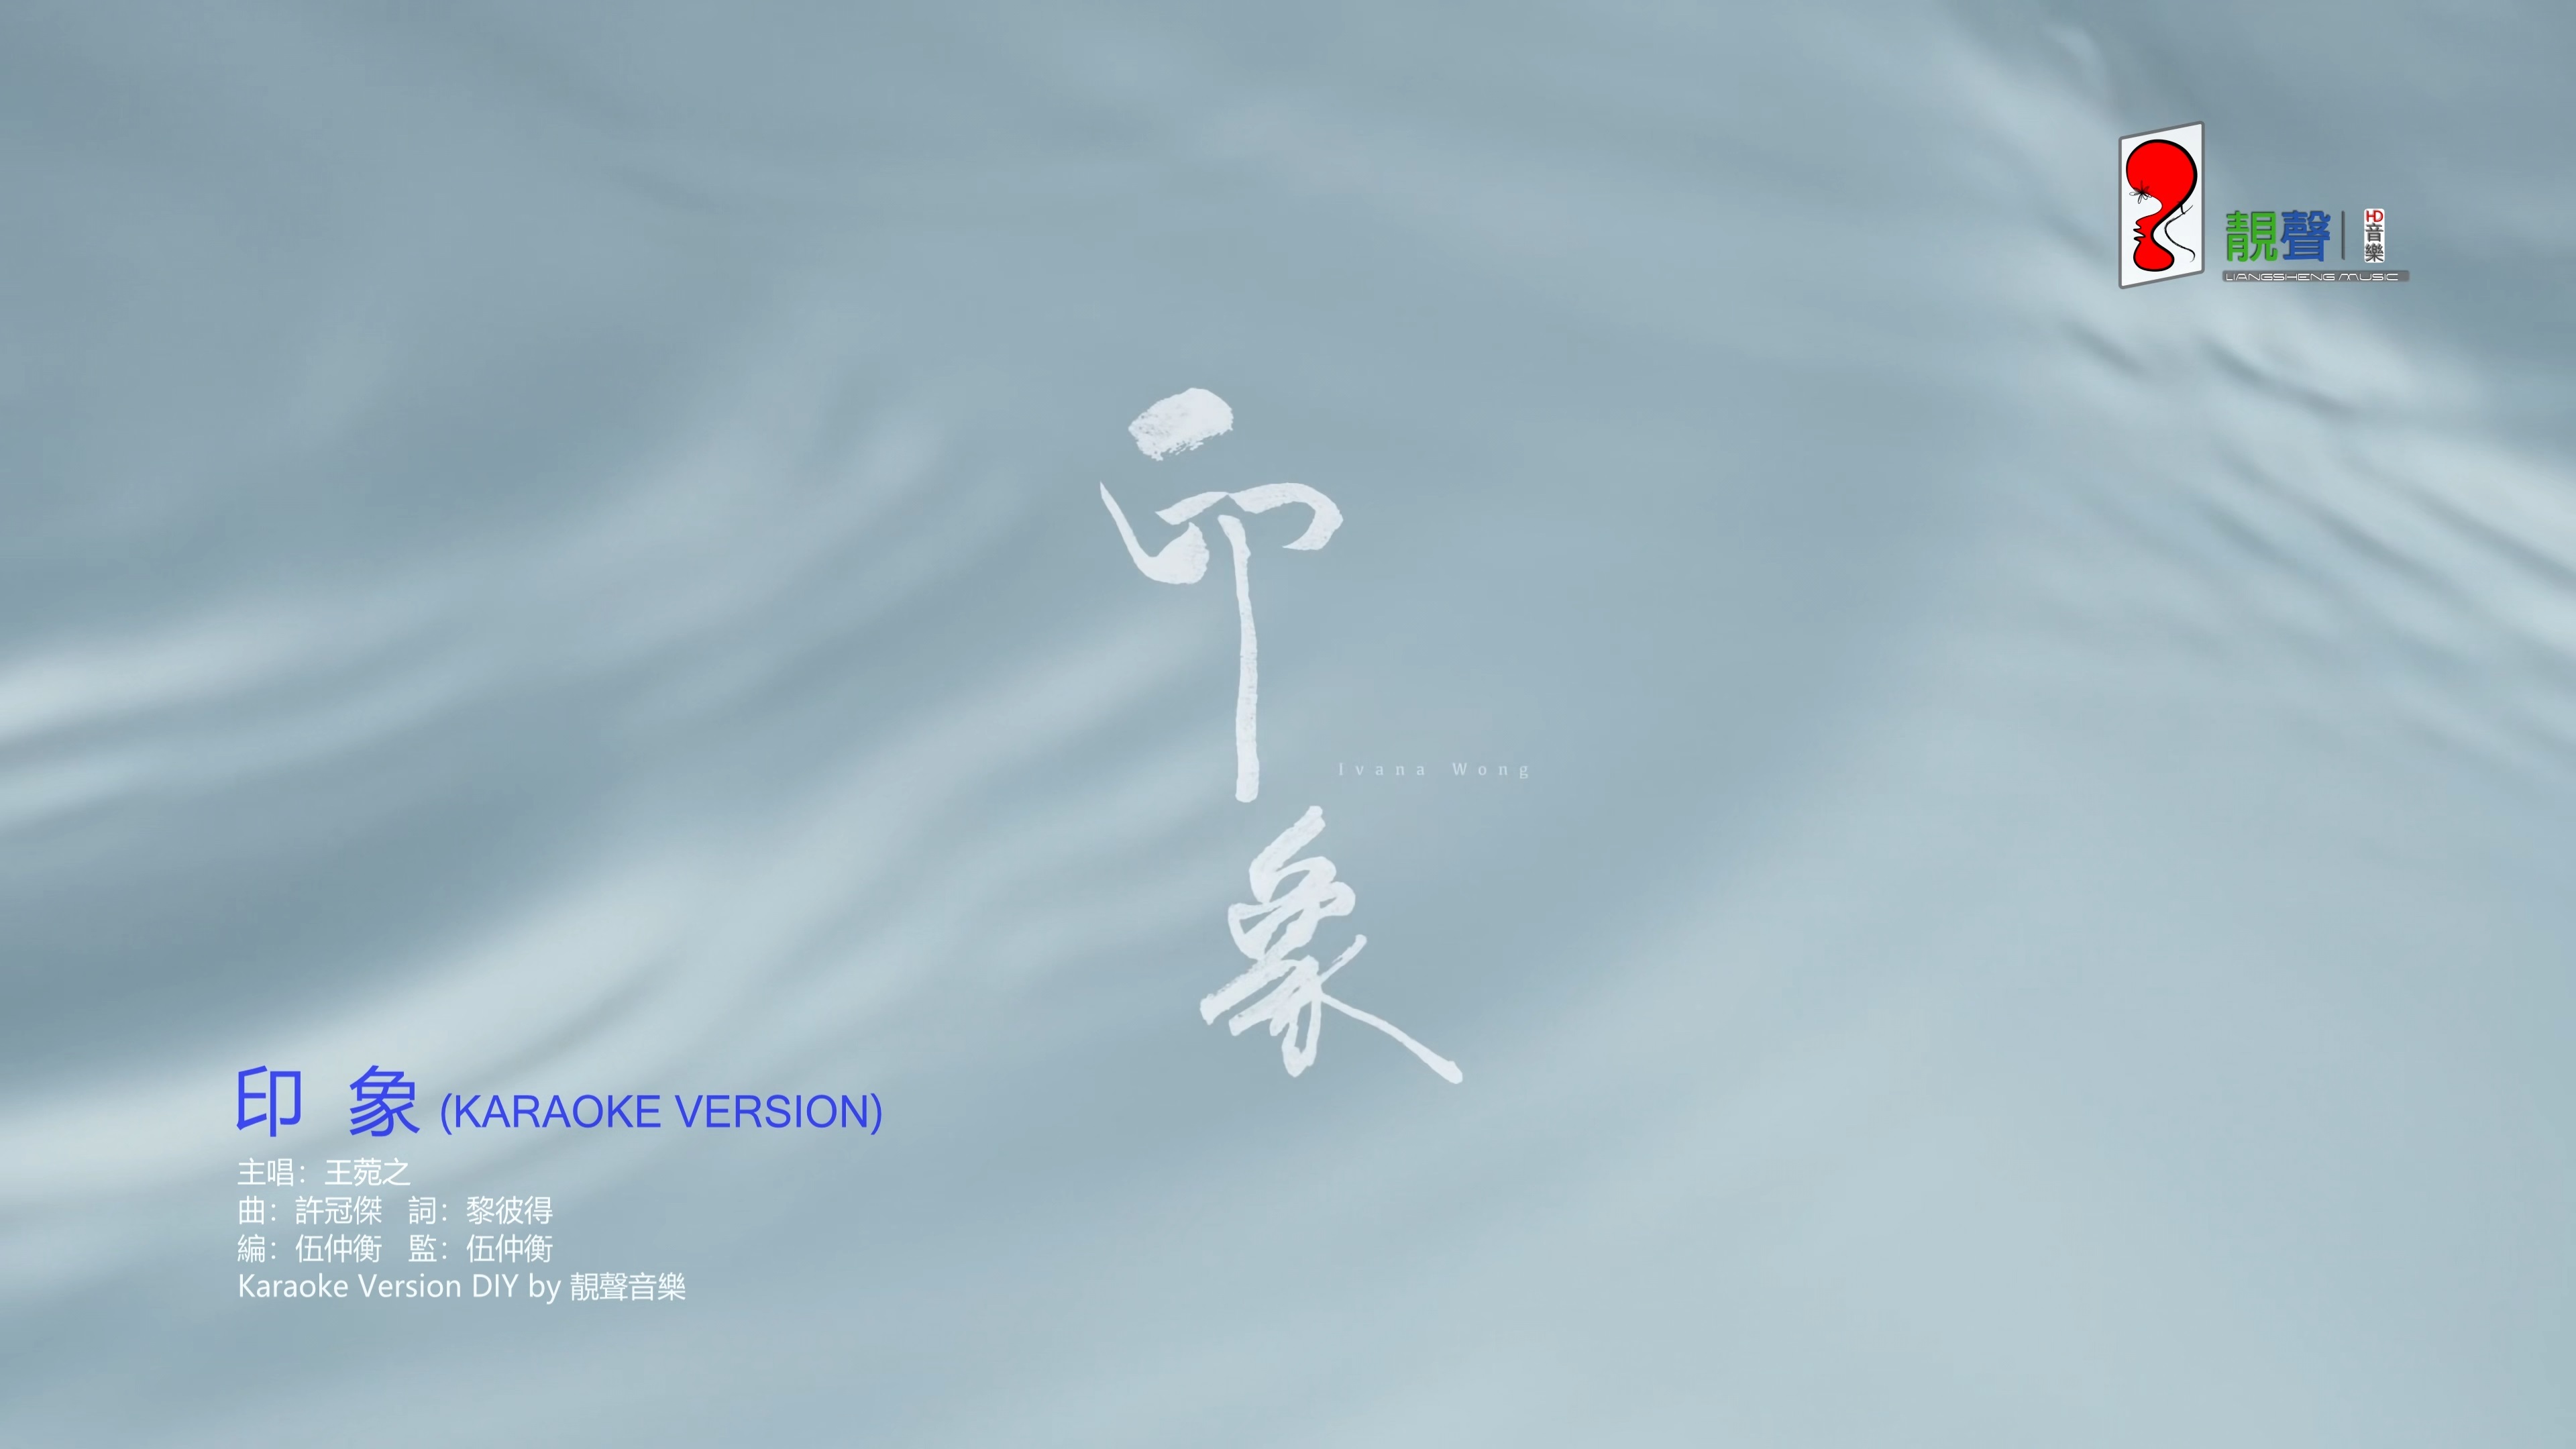 靚聲
HD
音樂
LIANGSHENG MUSIC
印
象
Ivana Wong
印 象 (KARAOKE VERSION)
主唱：王菀之
曲：許冠傑 詞：黎彼得
編：伍仲衡 監：伍仲衡
Karaoke Version DIY by 靚聲音樂